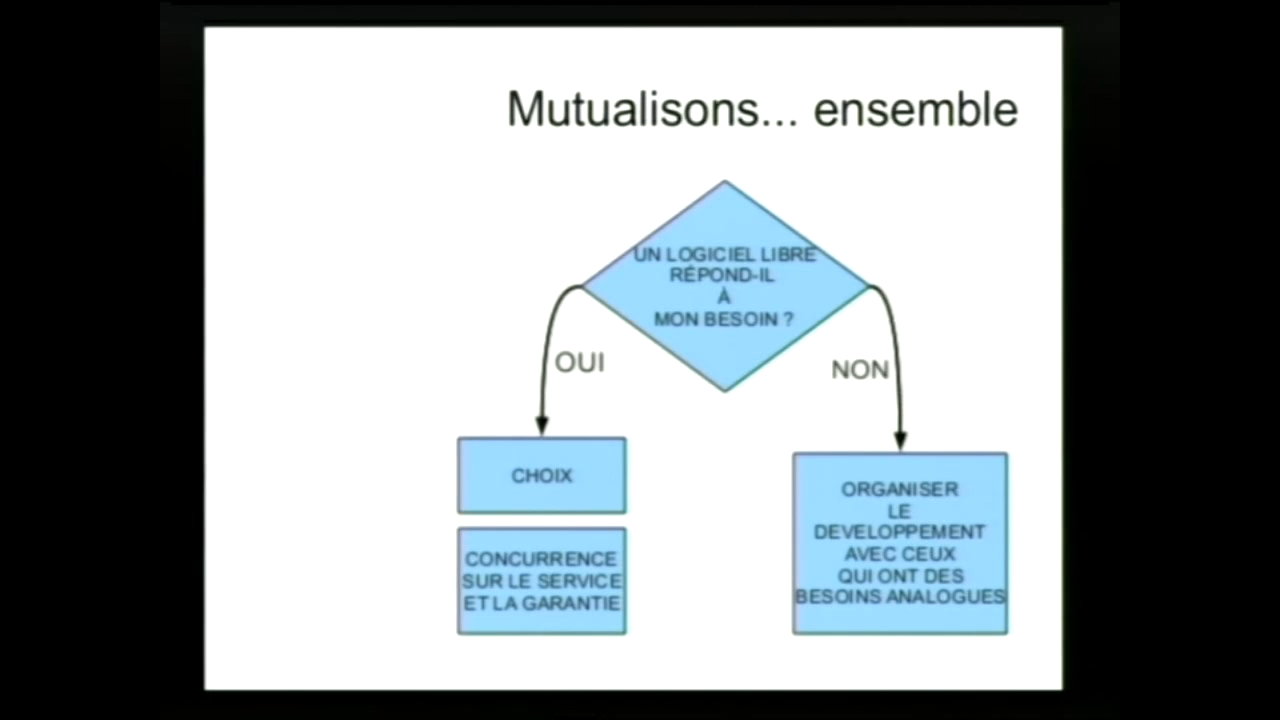 Mutualisons... ensemble
UN LOGICIEL LIBRE
RÉPOND-IL
À
MON BESOIN ?
OUI
NON
CHOIX
CONCURRENCE
SUR LE SERVICE
ET LA GARANTIE
ORGANISER
LE
DEVELOPPEMENT
AVEC CEUX
QUI ONT DES
BESOINS ANALOGUES